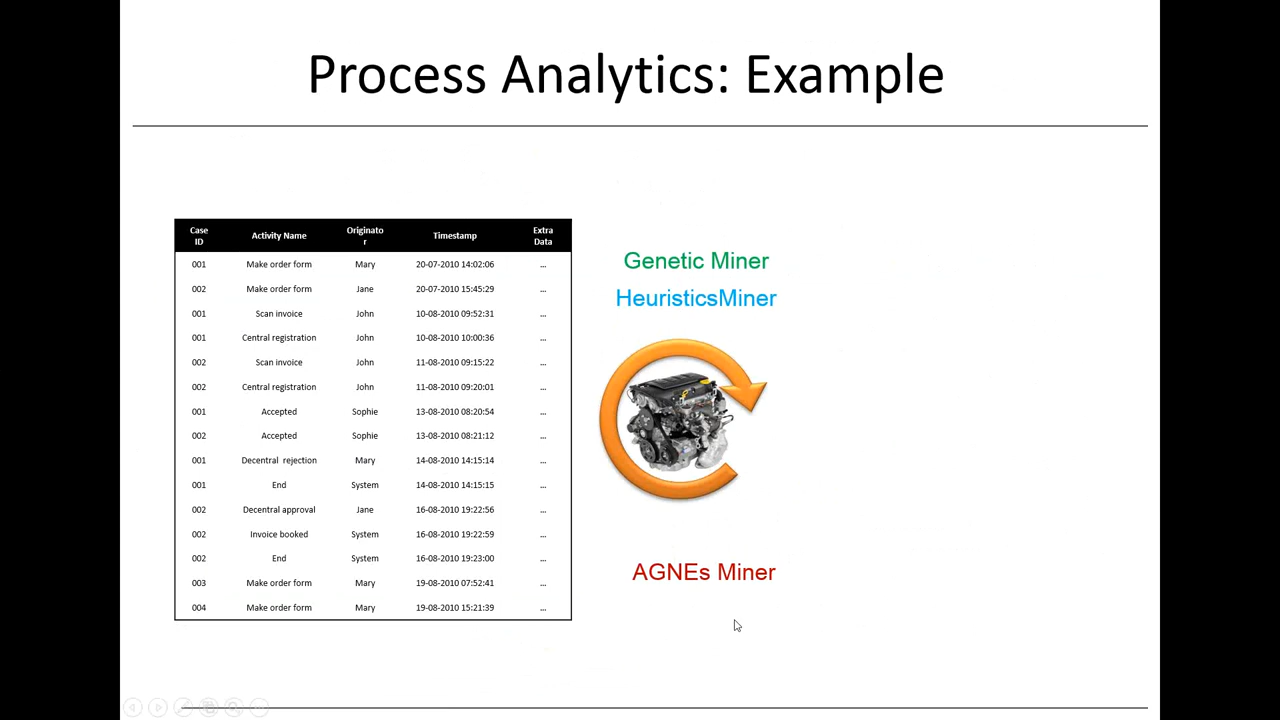 Process Analytics: Example
Case ID Activity Name Originato r Timestamp Extra Data
001 Make order form Mary 20-07-2010 14:02:06 ...
002 Make order form Jane 20-07-2010 15:45:29 ...
001 Scan invoice John 10-08-2010 09:52:31 ...
001 Central registration John 10-08-2010 10:00:36 ...
002 Scan invoice John 11-08-2010 09:15:22 ...
002 Central registration John 11-08-2010 09:20:01 ...
001 Accepted Sophie 13-08-2010 08:20:54 ...
002 Accepted Sophie 13-08-2010 08:21:12 ...
001 Decentral rejection Mary 14-08-2010 14:15:14 ...
001 End System 14-08-2010 14:15:15 ...
002 Decentral approval Jane 16-08-2010 19:22:56 ...
002 Invoice booked System 16-08-2010 19:22:59 ...
002 End System 16-08-2010 19:23:00 ...
003 Make order form Mary 19-08-2010 07:52:41 ...
004 Make order form Mary 19-08-2010 15:21:39 ...
Genetic Miner
HeuristicsMiner
AGNEs Miner